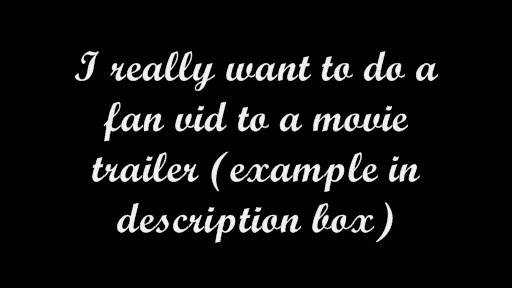 I really want to do a
fan vid to a movie
trailer (example in
description box)